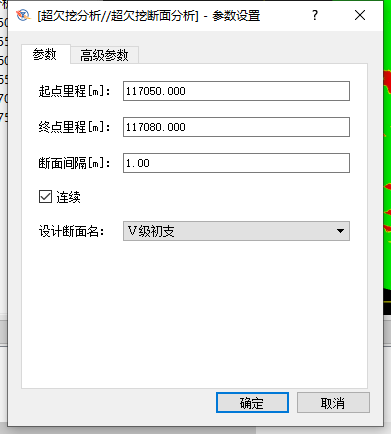 [超欠挖分析//超欠挖断面分析] - 参数设置
参数 高级参数
起点里程[m]: 117050.000
终点里程[m]: 117080.000
断面间隔[m]: 1.00
连续
设计断面名: Ⅴ级初支
确定 取消